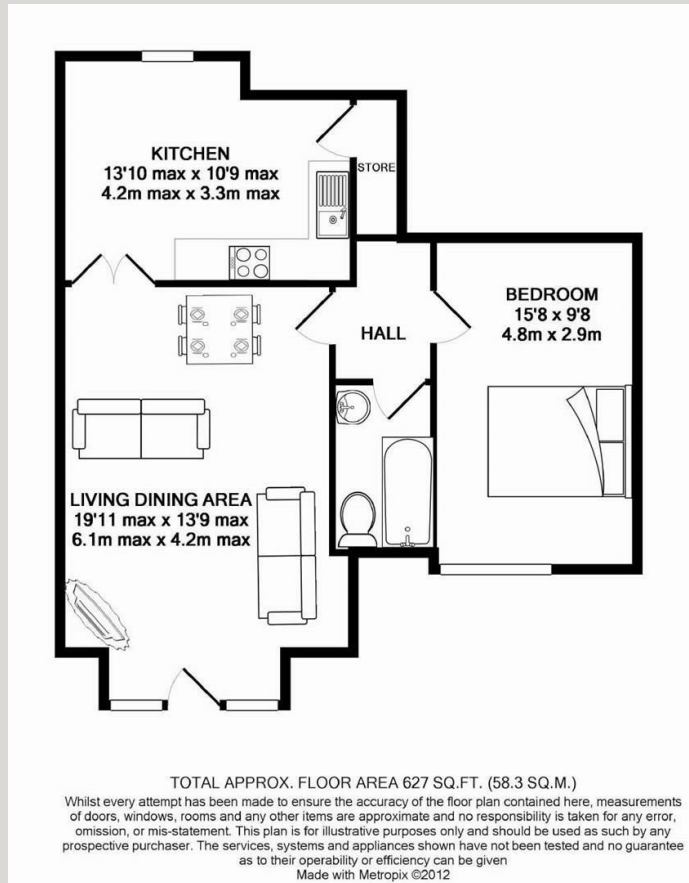 KITCHEN
13'10 max x 10'9 max
4.2m max x 3.3m max
STORE
BEDROOM
15'8 x 9'8
4.8m x 2.9m
HALL
LIVING DINING AREA
19'11 max x 13'9 max
6.1m max x 4.2m max
TOTAL APPROX. FLOOR AREA 627 SQ.FT. (58.3 SQ.M.)
Whilst every attempt has been made to ensure the accuracy of the floor plan contained here, measurements
of doors, windows, rooms and any other items are approximate and no responsibility is taken for any error,
omission, or mis-statement. This plan is for illustrative purposes only and should be used as such by any
prospective purchaser. The services, systems and appliances shown have not been tested and no guarantee
as to their operability or efficiency can be given
Made with Metropix ©2012